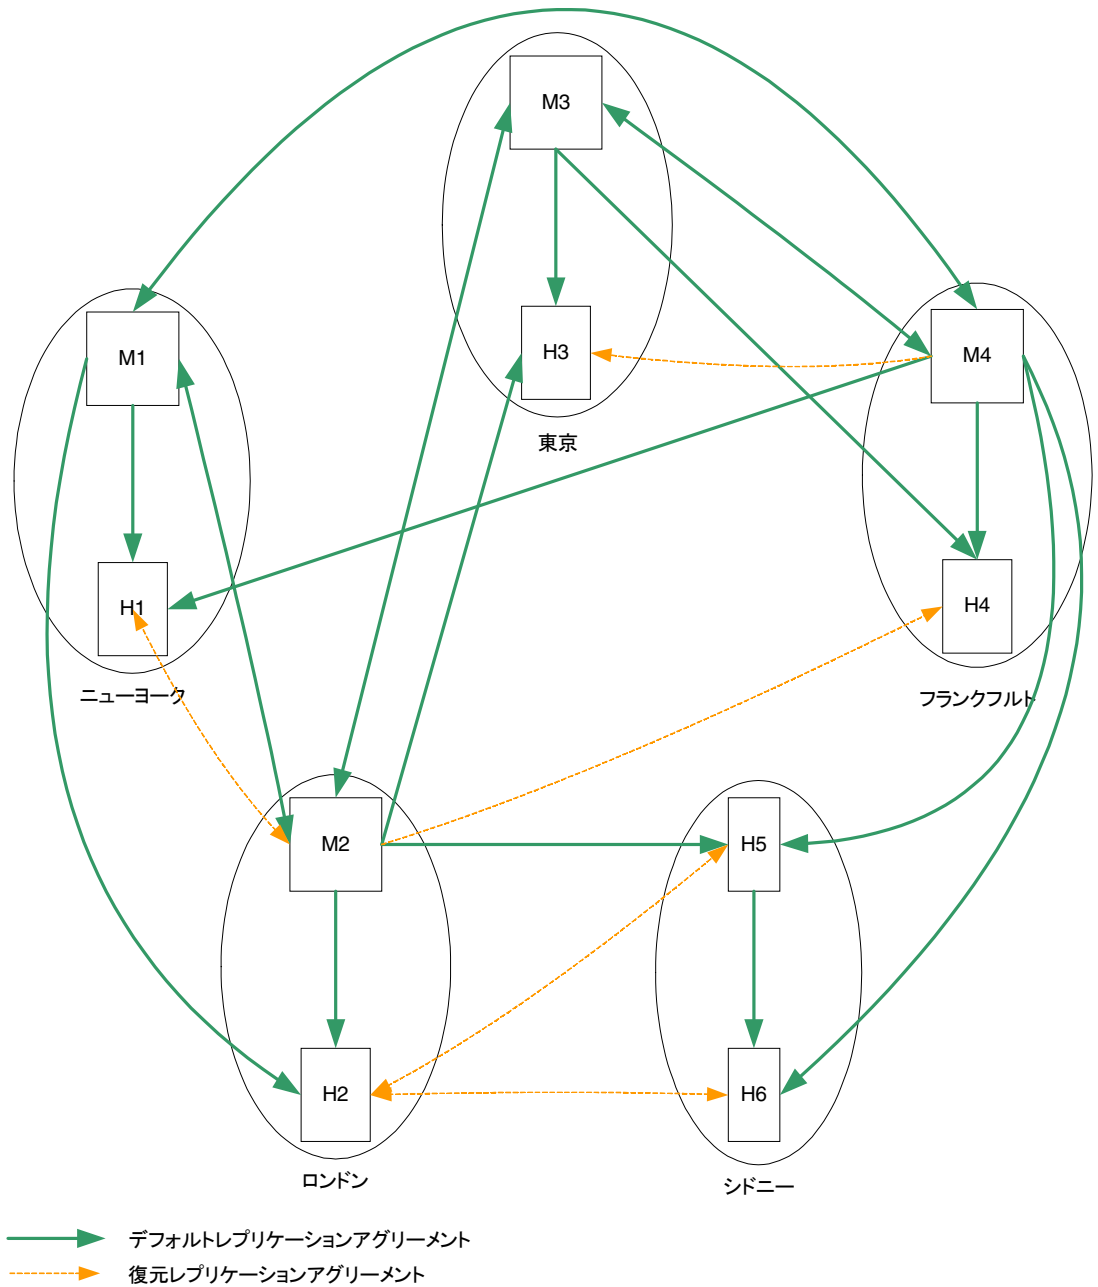 M3
H3
東京
M1
H1
ニューヨーク
M4
H4
フランクフルト
M2
H2
ロンドン
H5
H6
シドニー
デフォルトレプリケーションアグリーメント
復元レプリケーションアグリーメント